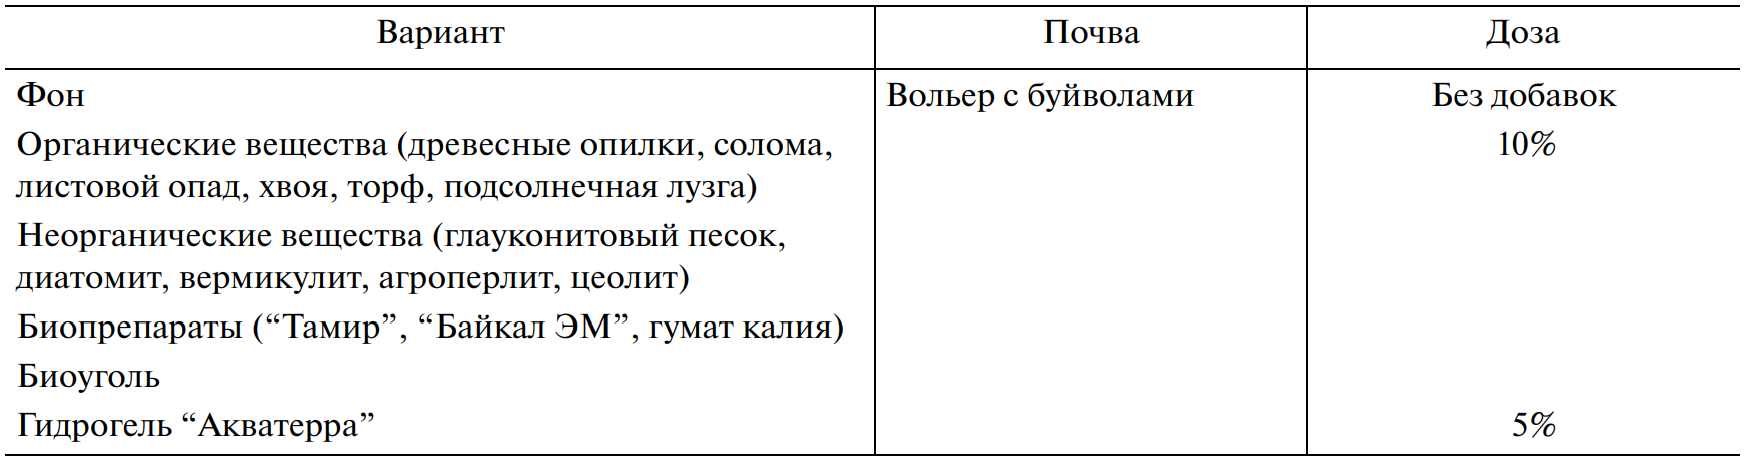 Вариант Почва Доза
Фон Вольер с буйволами Без добавок
Органические вещества (древесные опилки, солома, 10%
листовой опад, хвоя, торф, подсолнечная лузга)
Неорганические вещества (глауконитовый песок,
диатомит, вермикулит, агроперлит, цеолит)
Биопрепараты (“Тамир”, “Байкал ЭМ”, гумат калия)
Биоуголь
Гидрогель “Акватерра” 5%